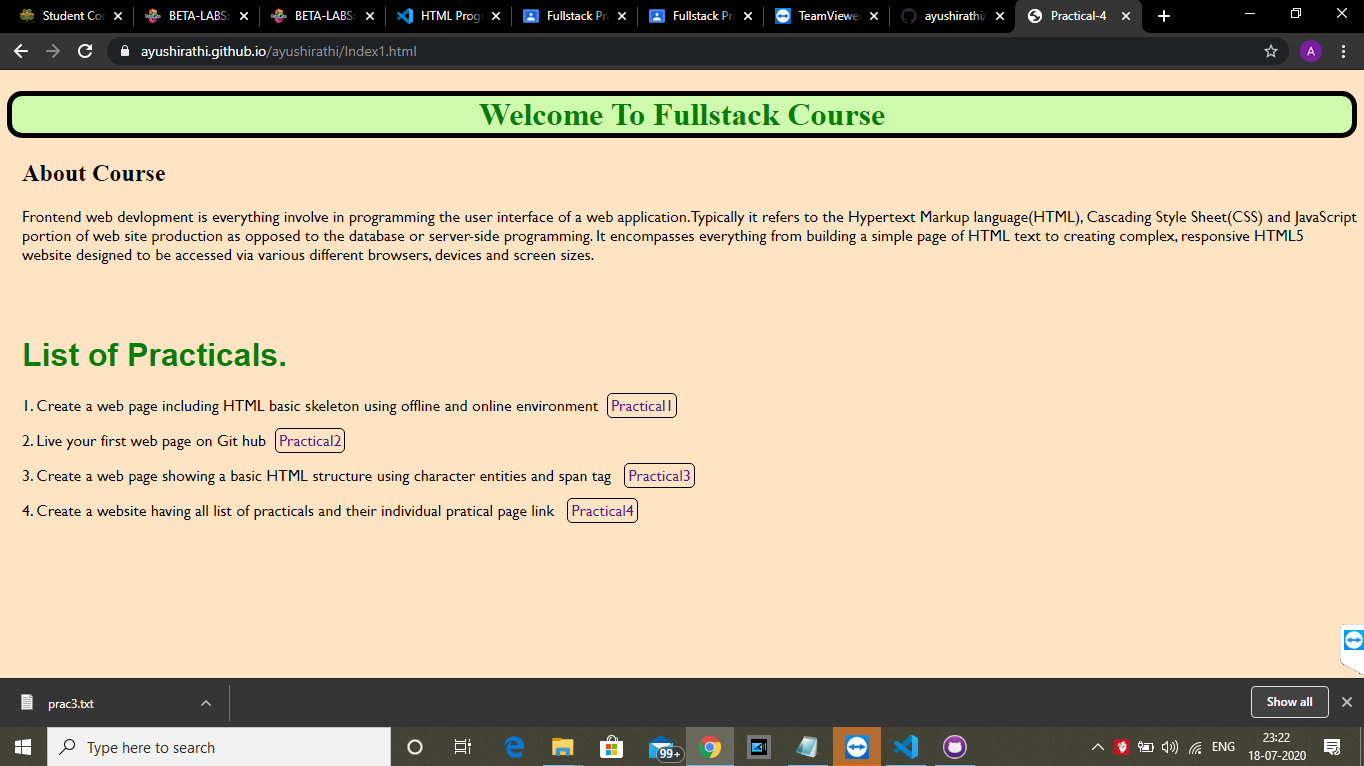 Student Co
BETA-LABS:
BETA-LABS:
HTML Prog
Fullstack Pr
Fullstack Pr
TeamViewer
ayushirathi/
Practical-4
ayushirathi.github.io/ayushirathi/Index1.html
A
Welcome To Fullstack Course
About Course
Frontend web devlopment is everything involve in programming the user interface of a web application.Typically it refers to the Hypertext Markup language(HTML), Cascading Style Sheet(CSS) and JavaScript
portion of web site production as opposed to the database or server-side programming. It encompasses everything from building a simple page of HTML text to creating complex, responsive HTML5
website designed to be accessed via various different browsers, devices and screen sizes.
List of Practicals.
1. Create a web page including HTML basic skeleton using offline and online environment Practical1
2. Live your first web page on Git hub Practical2
3. Create a web page showing a basic HTML structure using character entities and span tag Practical3
4. Create a website having all list of practicals and their individual pratical page link Practical4
prac3.txt
Show all
Type here to search
99+
ENG
23:22
18-07-2020